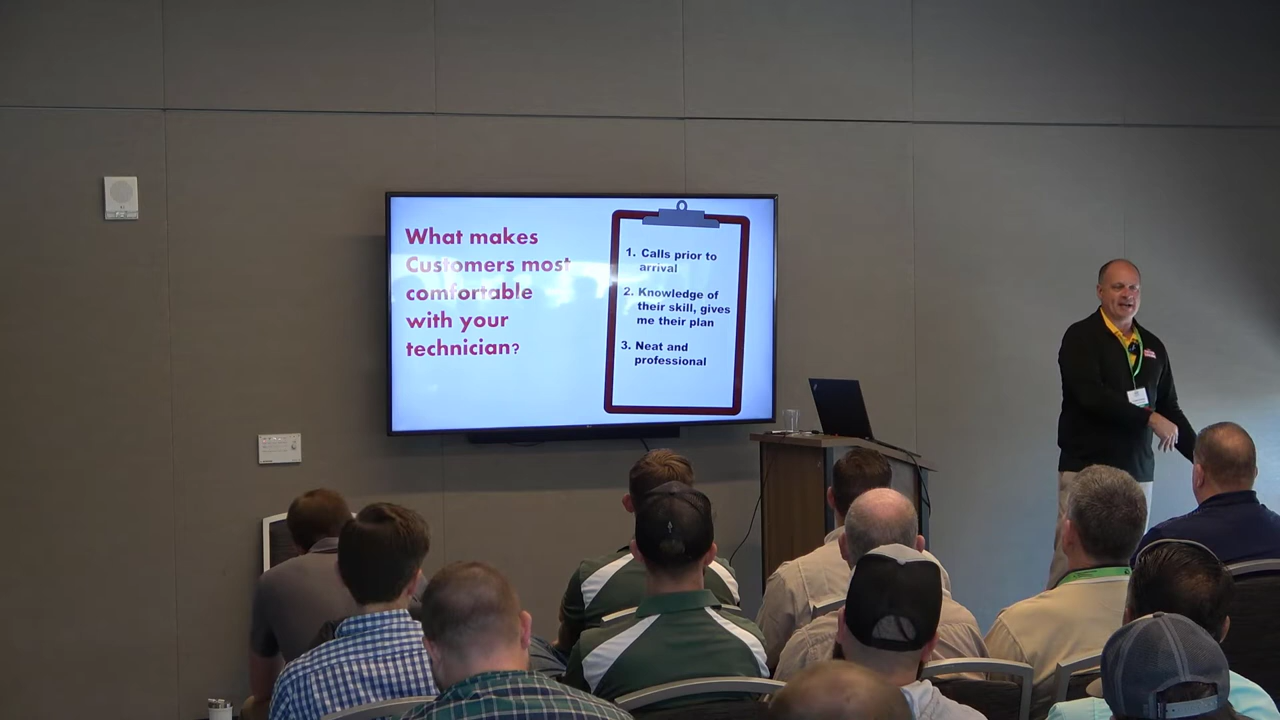 What makes
Customers most
comfortable
with your
technician?
1. Calls prior to
arrival
2. Knowledge of
their skill, gives
me their plan
3. Neat and
professional